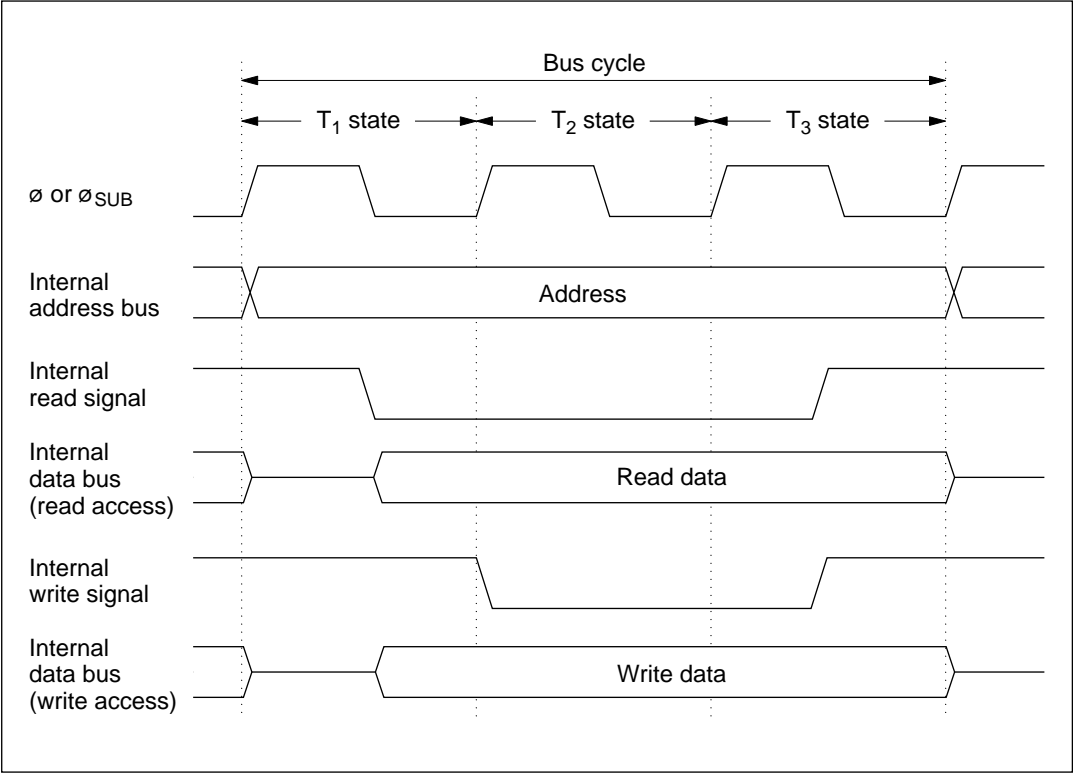 Bus cycle
T₁ state
T₂ state
T₃ state
ø or øSUB
Internal
address bus
Address
Internal
read signal
Internal
data bus
(read access)
Read data
Internal
write signal
Internal
data bus
(write access)
Write data